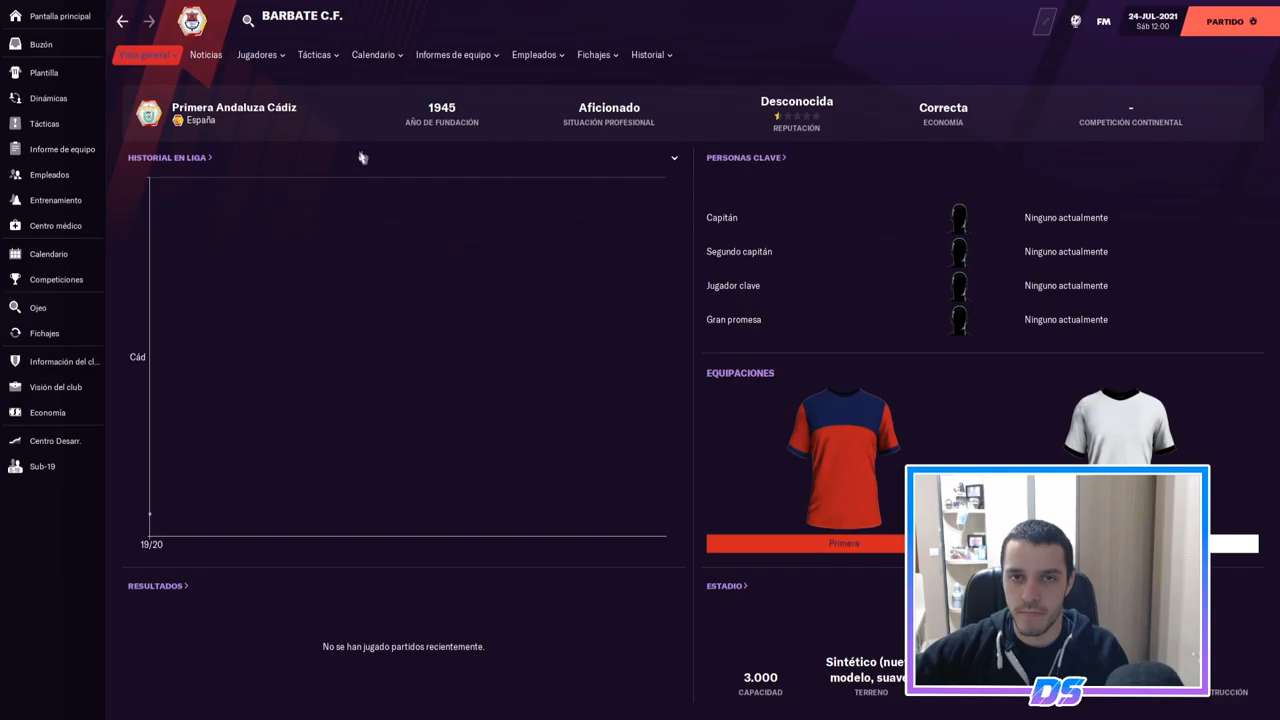 Pantalla principal
Buzón
Plantilla
Dinámicas
Tácticas
Informe de equipo
Empleados
Entrenamiento
Centro médico
Calendario
Competiciones
Ojeo
Fichajes
Información del cl...
Visión del club
Economía
Centro Desarr.
Sub-19
BARBATE C.F.
FM
24-JUL-2021
Sáb 12:00
PARTIDO
Vista general
Noticias
Jugadores
Tácticas
Calendario
Informes de equipo
Empleados
Fichajes
Historial
Primera Andaluza Cádiz
España
1945
AÑO DE FUNDACIÓN
Aficionado
SITUACIÓN PROFESIONAL
Desconocida
REPUTACIÓN
Correcta
ECONOMÍA
-
COMPETICIÓN CONTINENTAL
HISTORIAL EN LIGA
Cád
19/20
RESULTADOS
No se han jugado partidos recientemente.
PERSONAS CLAVE
Capitán
Ninguno actualmente
Segundo capitán
Ninguno actualmente
Jugador clave
Ninguno actualmente
Gran promesa
Ninguno actualmente
EQUIPACIONES
Primera
ESTADIO
3.000
CAPACIDAD
Sintético (nue
modelo, suave
TERRENO
TRUCCIÓN
DS